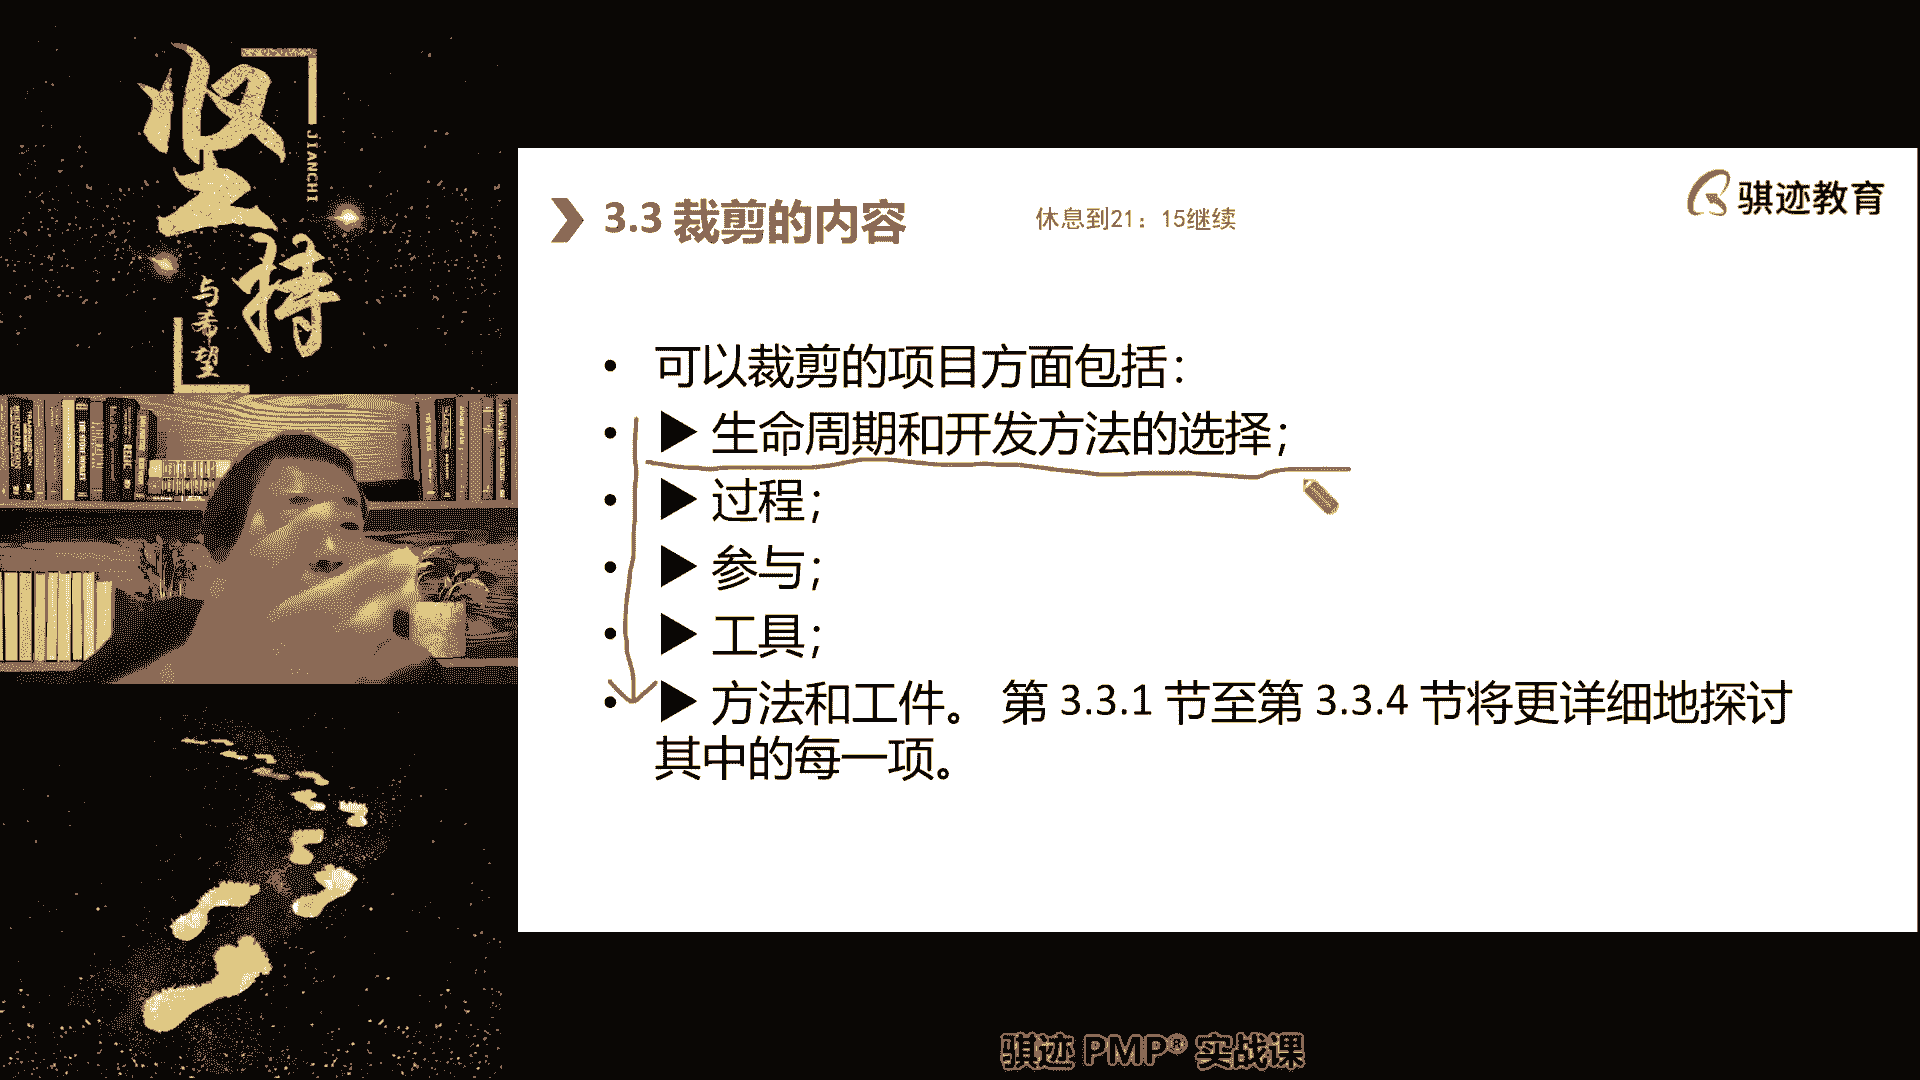 坚持
JIANCHI
与希望
骐迹教育
3.3 裁剪的内容
休息到21：15继续
• 可以裁剪的项目方面包括：
• ▶ 生命周期和开发方法的选择；
• ▶ 过程；
• ▶ 参与；
• ▶ 工具；
• ▶ 方法和工件。 第 3.3.1 节至第 3.3.4 节将更详细地探讨
其中的每一项。
骐迹 PMP® 实战课